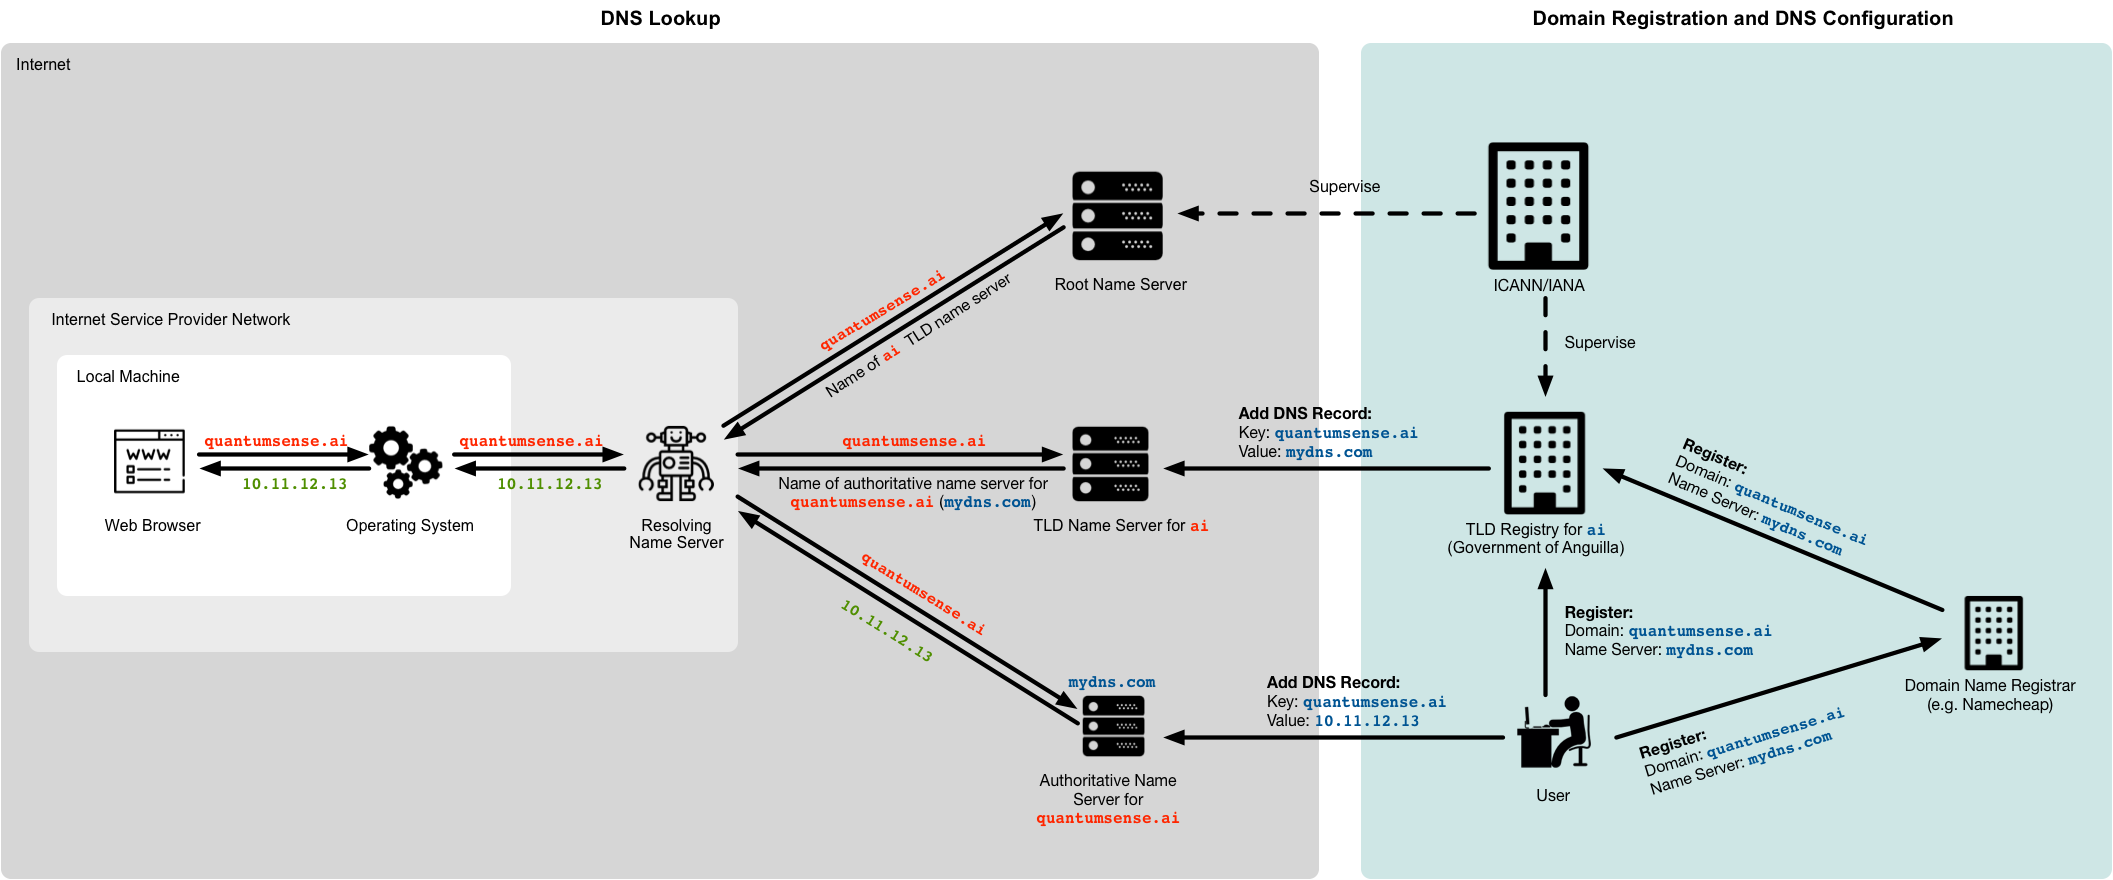 DNS Lookup
Domain Registration and DNS Configuration
Internet
Internet Service Provider Network
Local Machine
WWW
Web Browser
quantumsense.ai
10.11.12.13
Operating System
quantumsense.ai
10.11.12.13
Resolving
Name Server
quantumsense.ai
Name of ai TLD name server
Root Name Server
quantumsense.ai
Name of authoritative name server for
quantumsense.ai (mydns.com)
TLD Name Server for ai
quantumsense.ai
10.11.12.13
mydns.com
Authoritative Name
Server for
quantumsense.ai
Supervise
ICANN/IANA
Supervise
Add DNS Record:
Key: quantumsense.ai
Value: mydns.com
TLD Registry for ai
(Government of Anguilla)
Register:
Domain: quantumsense.ai
Name Server: mydns.com
Register:
Domain: quantumsense.ai
Name Server: mydns.com
Domain Name Registrar
(e.g. Namecheap)
Add DNS Record:
Key: quantumsense.ai
Value: 10.11.12.13
User
Register:
Domain: quantumsense.ai
Name Server: mydns.com